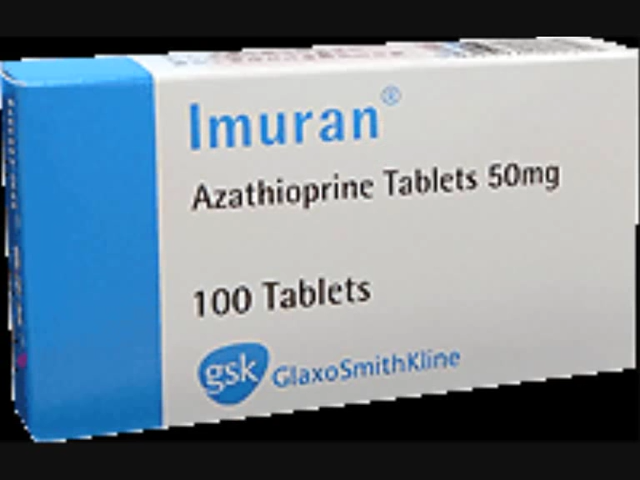 Imuran®
Azathioprine Tablets 50mg
100 Tablets
gsk GlaxoSmithKline